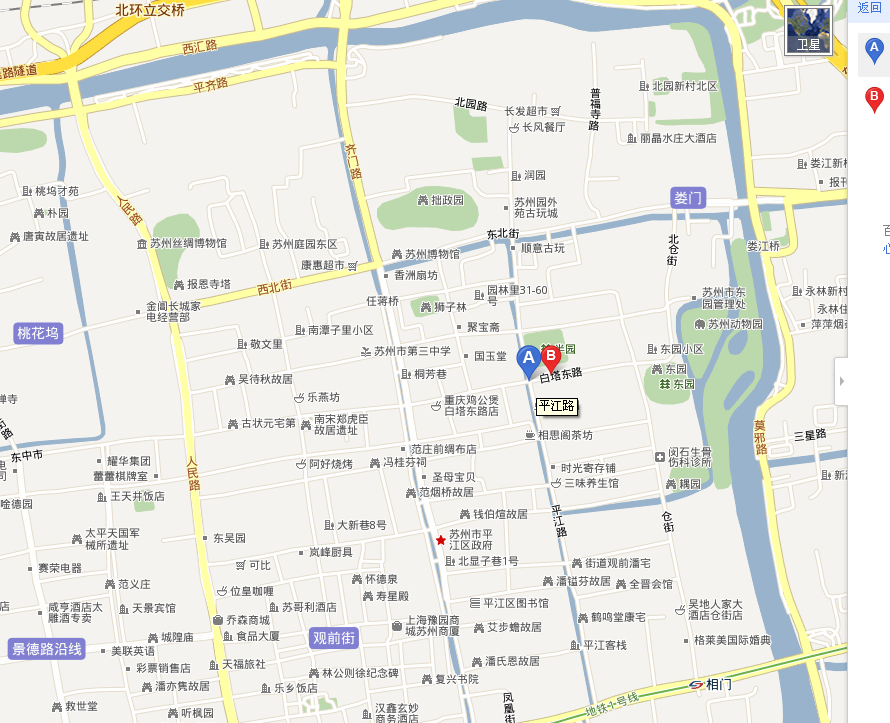 北环立交桥
返回
西汇路
卫星
A
路隧道
平齐路
B
北园路
普福寺路
北园新村北区
长发超市
长风餐厅
丽晶水庄大酒店
齐门路
娄江新村
桃坞才苑
润园
报刊
人民路
拙政园
娄门
朴园
苏州园外
苑古玩城
唐寅故居遗址
苏州丝绸博物馆
苏州庭园东区
东北街
北仓街
娄江桥
顺意古玩
苏州博物馆
康惠超市
香洲扇坊
报恩寺塔
西北街
园林里31-60
号
苏州市东
园管理处
永林新村
任蒋桥
狮子林
金阊长城家
电经营部
永林住
苏州动物园
萍萍烟
桃花坞
南潭子里小区
聚宝斋
敬文里
苏州市第三中学
国玉堂
A
B
东园小区
桐芳巷
白塔东路
东园
吴待秋故居
东园
乐燕坊
重庆鸡公煲
白塔东路店
平江路
古状元宅第
南宋郑虎臣
故居遗址
相思阁茶坊
莫邪路
三星路
东中市
范庄前绸布店
闵石生骨
伤科诊所
耀华集团
阿好烧烤
冯桂芬祠
时光寄存铺
蕾蕾棋牌室
圣母宝贝
三味养生馆
人民路
王天井饭店
范烟桥故居
耦园
唫德园
钱伯煊故居
平江路
仓街
大新巷8号
太平天国军
械所遗址
东吴园
苏州市平
江区政府
岚峰厨具
北显子巷1号
可比
街道观前潘宅
赛荣电器
怀德泉
潘镒芬故居
全晋会馆
范义庄
位皇咖喱
寿星殿
咸亨酒店太
雕酒专卖
天景宾馆
苏哥利酒店
平江区图书馆
吴地人家大
酒店仓街店
乔森商城
上海豫园商
城苏州商厦
鹤鸣堂康宅
城隍庙
食品大厦
观前街
艾步蟾故居
景德路沿线
美联英语
平江客栈
格莱美国际婚典
彩票销售店
天福旅社
林公则徐纪念碑
潘氏恩故居
潘亦隽故居
乐乡饭店
复兴书院
相门
救世堂
听枫园
汉鑫玄妙
商务酒店
凤凰街
地铁1号线